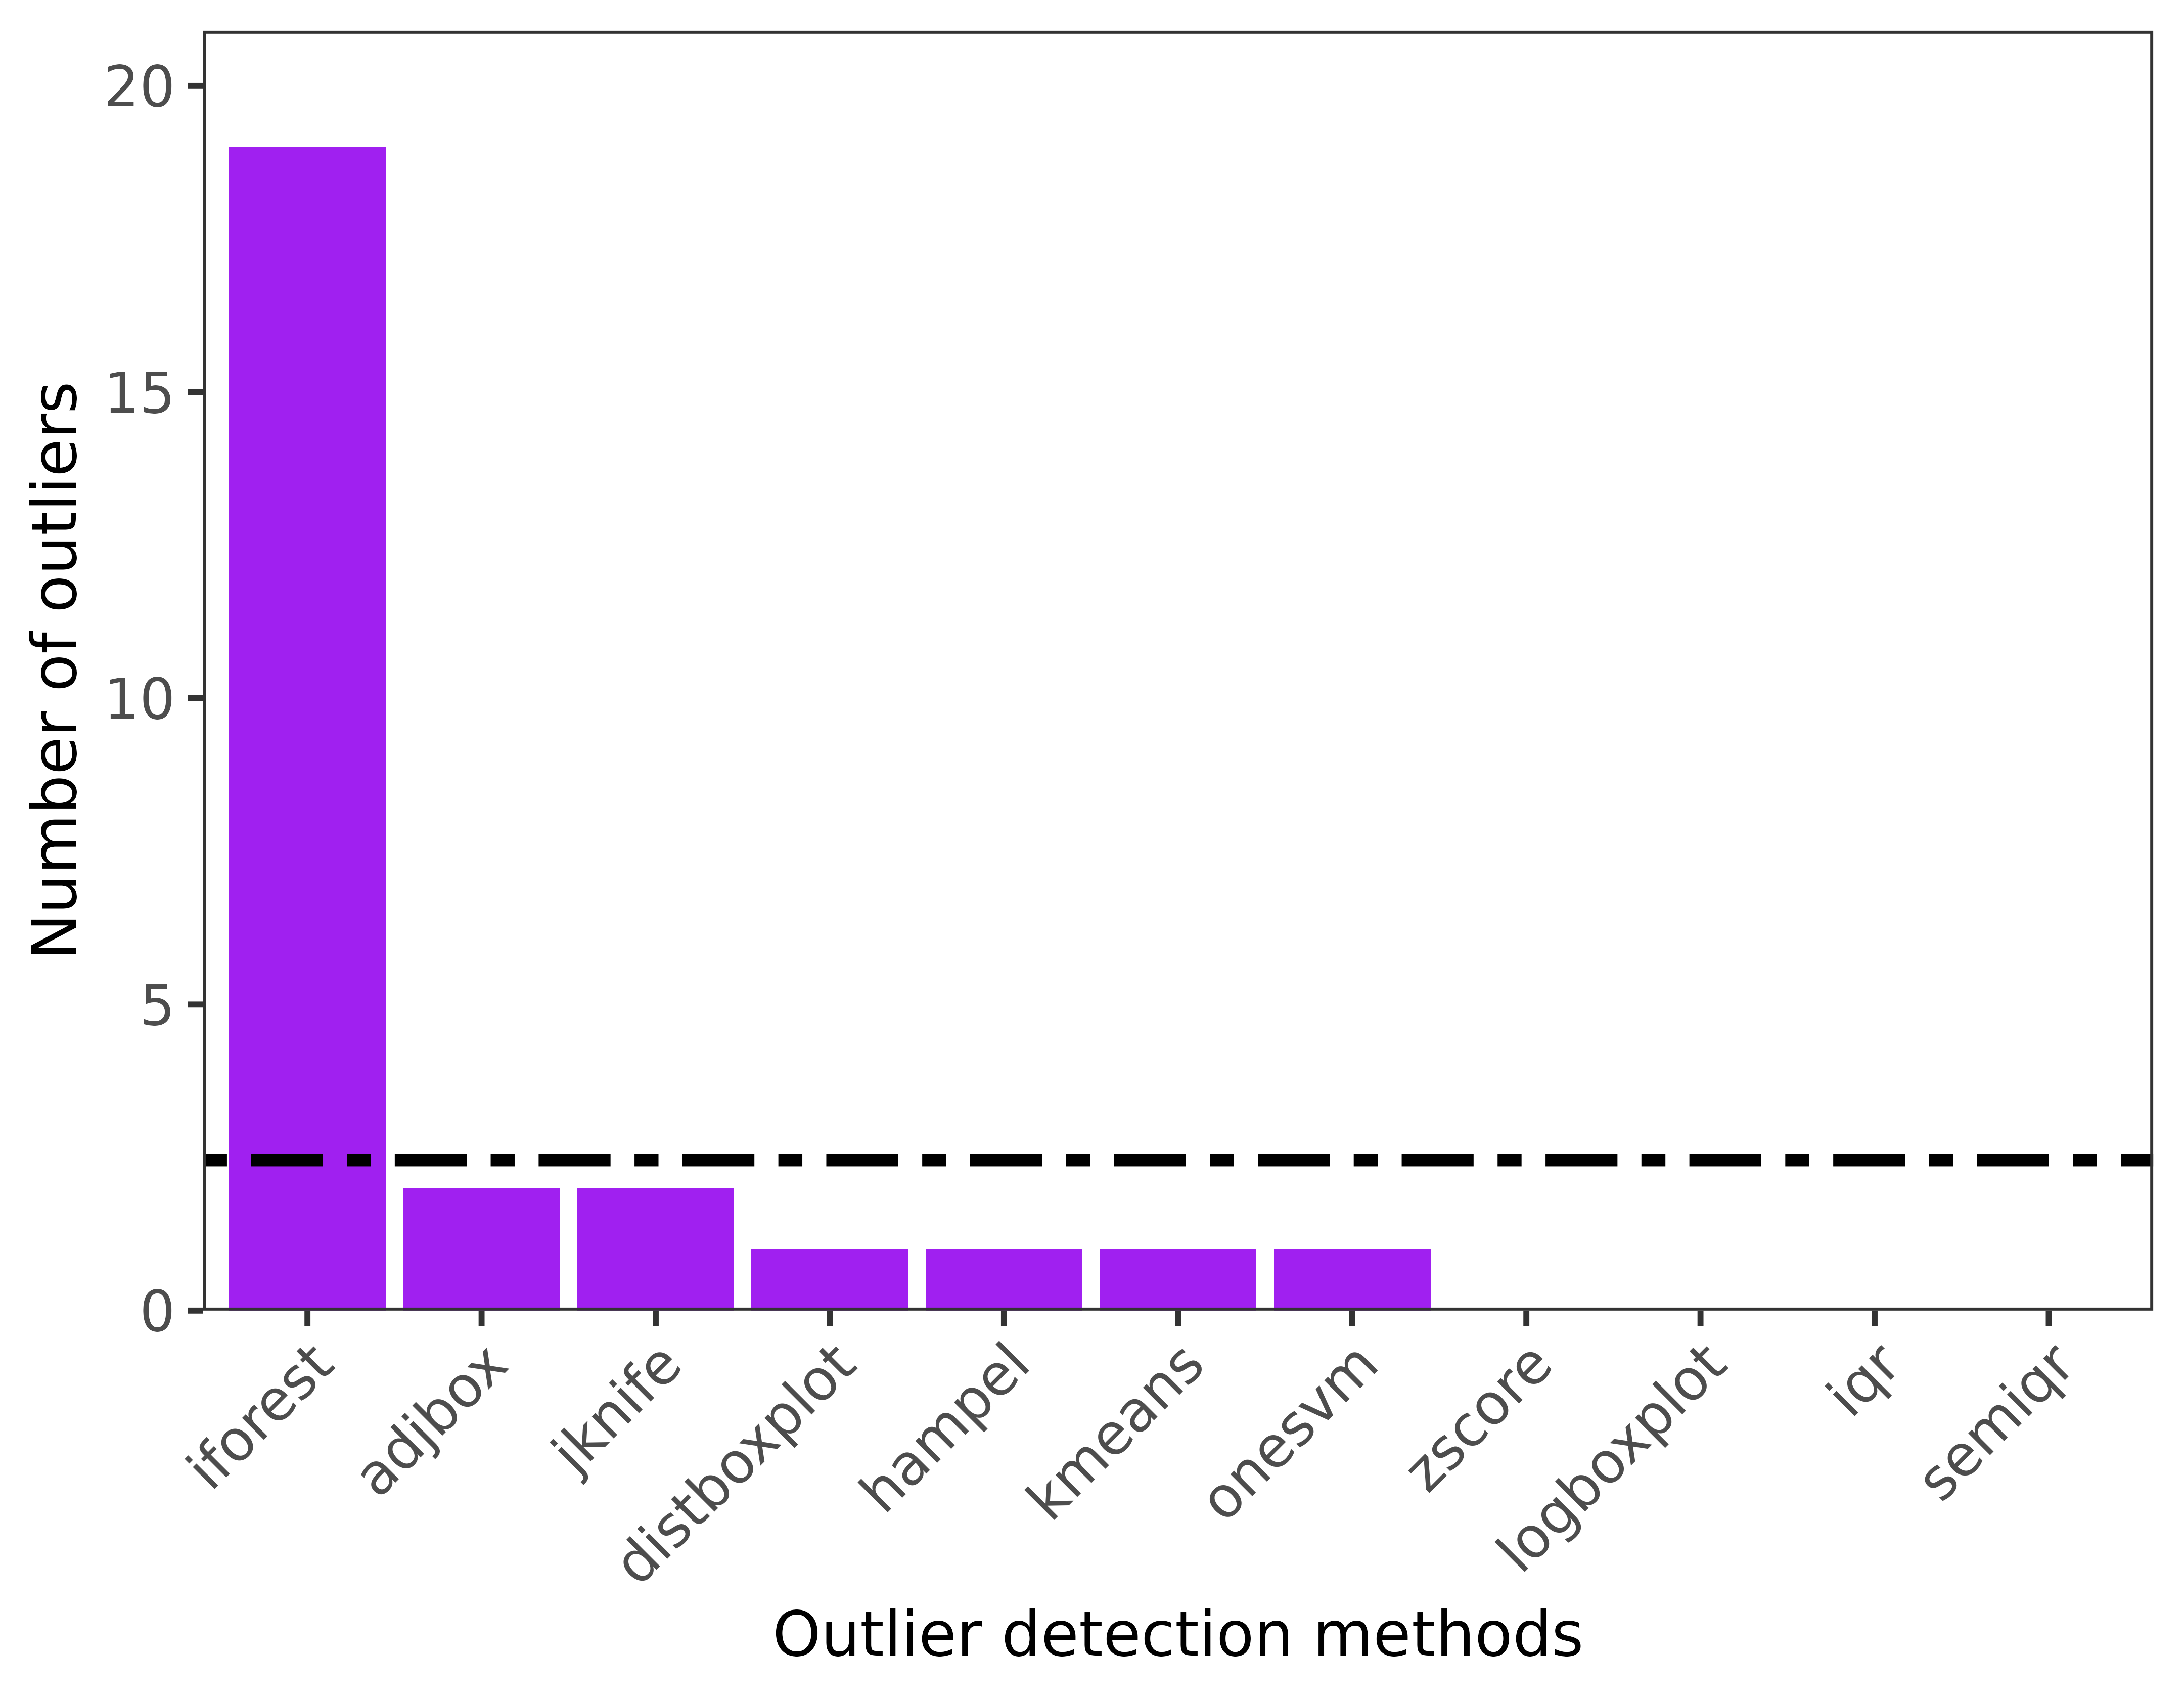 Number of outliers
20
15
10
5
0
iforest
adjbox
jknife
distboxplot
hampel
kmeans
onesvm
zscore
logboxplot
iqr
semiqr
Outlier detection methods